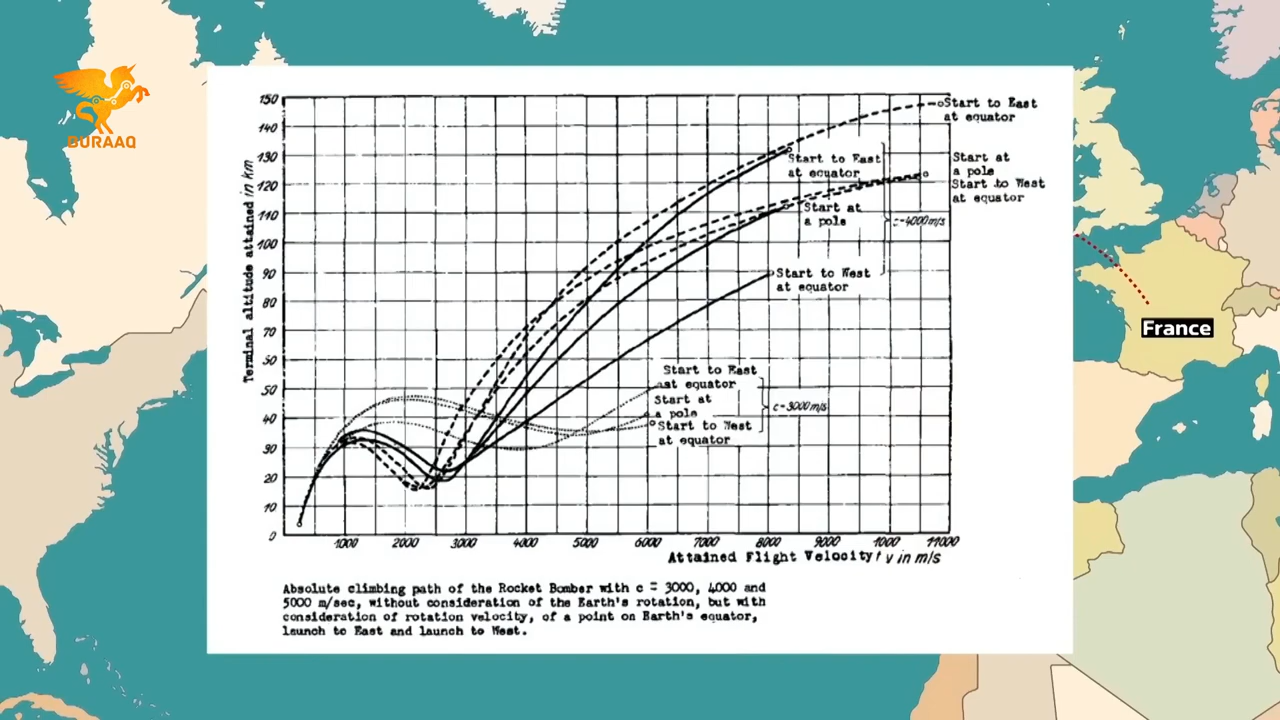 BURAAQ
150
140
130
120
110
100
90
80
70
60
50
40
30
20
10
0
Terminal altitude attained in km
Start to East
at equator
Start to East
at equator
Start at
a pole
Start to West
at equator
Start at
a pole
c=4000m/s
Start to West
at equator
France
Start to East
at equator
Start at
a pole
c=3000m/s
Start to West
at equator
1000 2000 3000 4000 5000 6000 7000 8000 9000 1000 11000
Attained Flight Velocity/ v in m/s
Absolute climbing path of the Rocket Bomber with c = 3000, 4000 and
5000 m/sec, without consideration of the Earth's rotation, but with
consideration of rotation velocity, of a point on Earth's equator,
launch to East and launch to West.